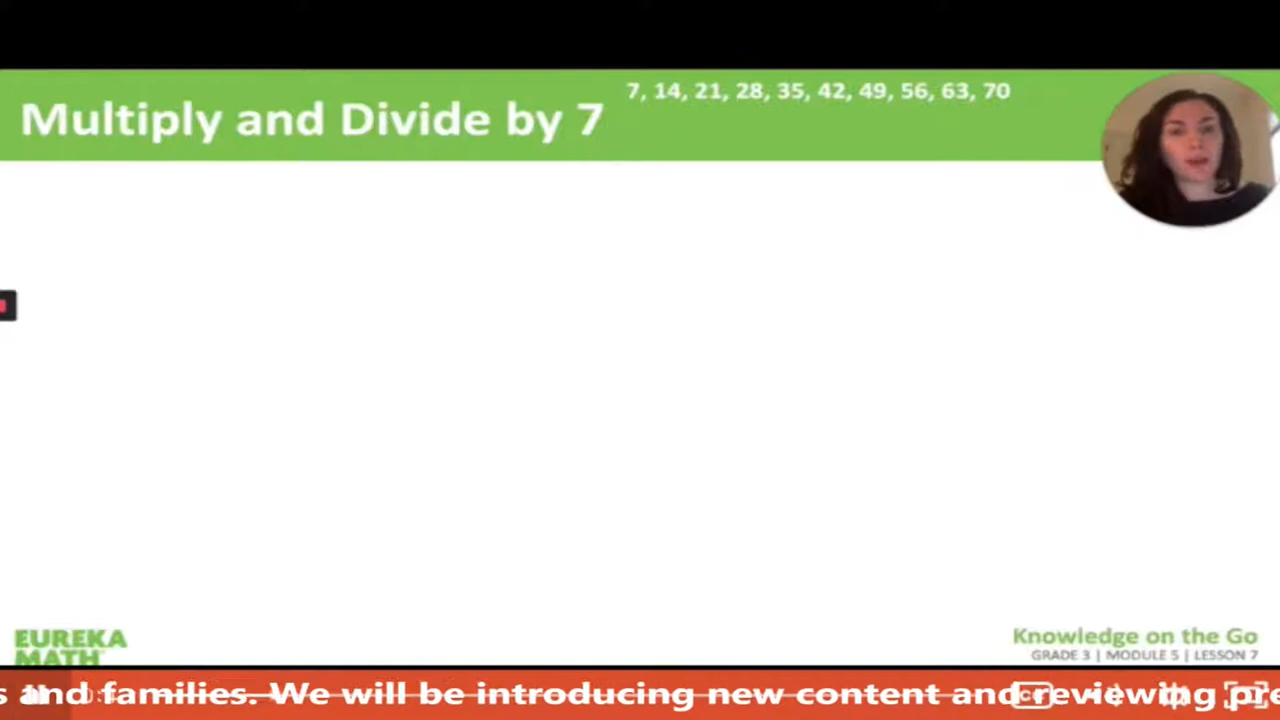 7, 14, 21, 28, 35, 42, 49, 56, 63, 70
Multiply and Divide by 7
EUREKA
MATH
Knowledge on the Go
GRADE 3 | MODULE 5 | LESSON 7
and families. We will be introducing new content and reviewing